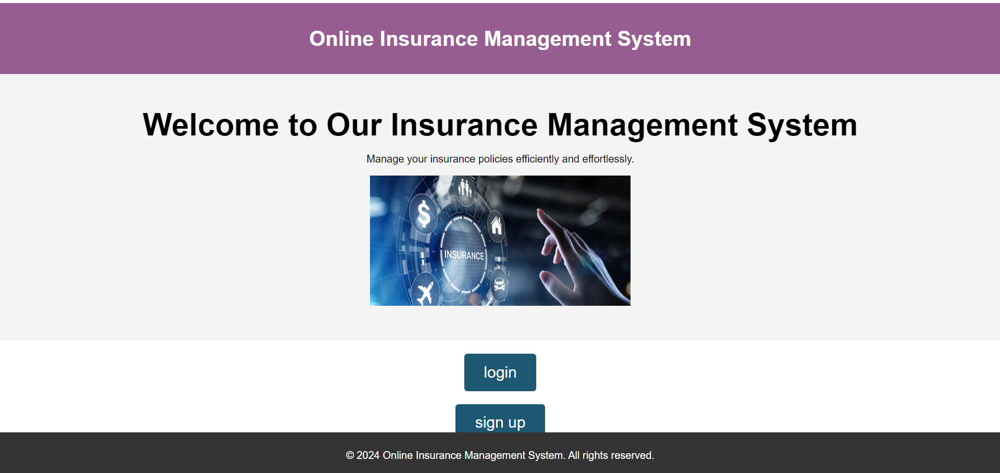 Online Insurance Management System
Welcome to Our Insurance Management System
Manage your insurance policies efficiently and effortlessly.
$
INSURANCE
login
sign up
© 2024 Online Insurance Management System. All rights reserved.